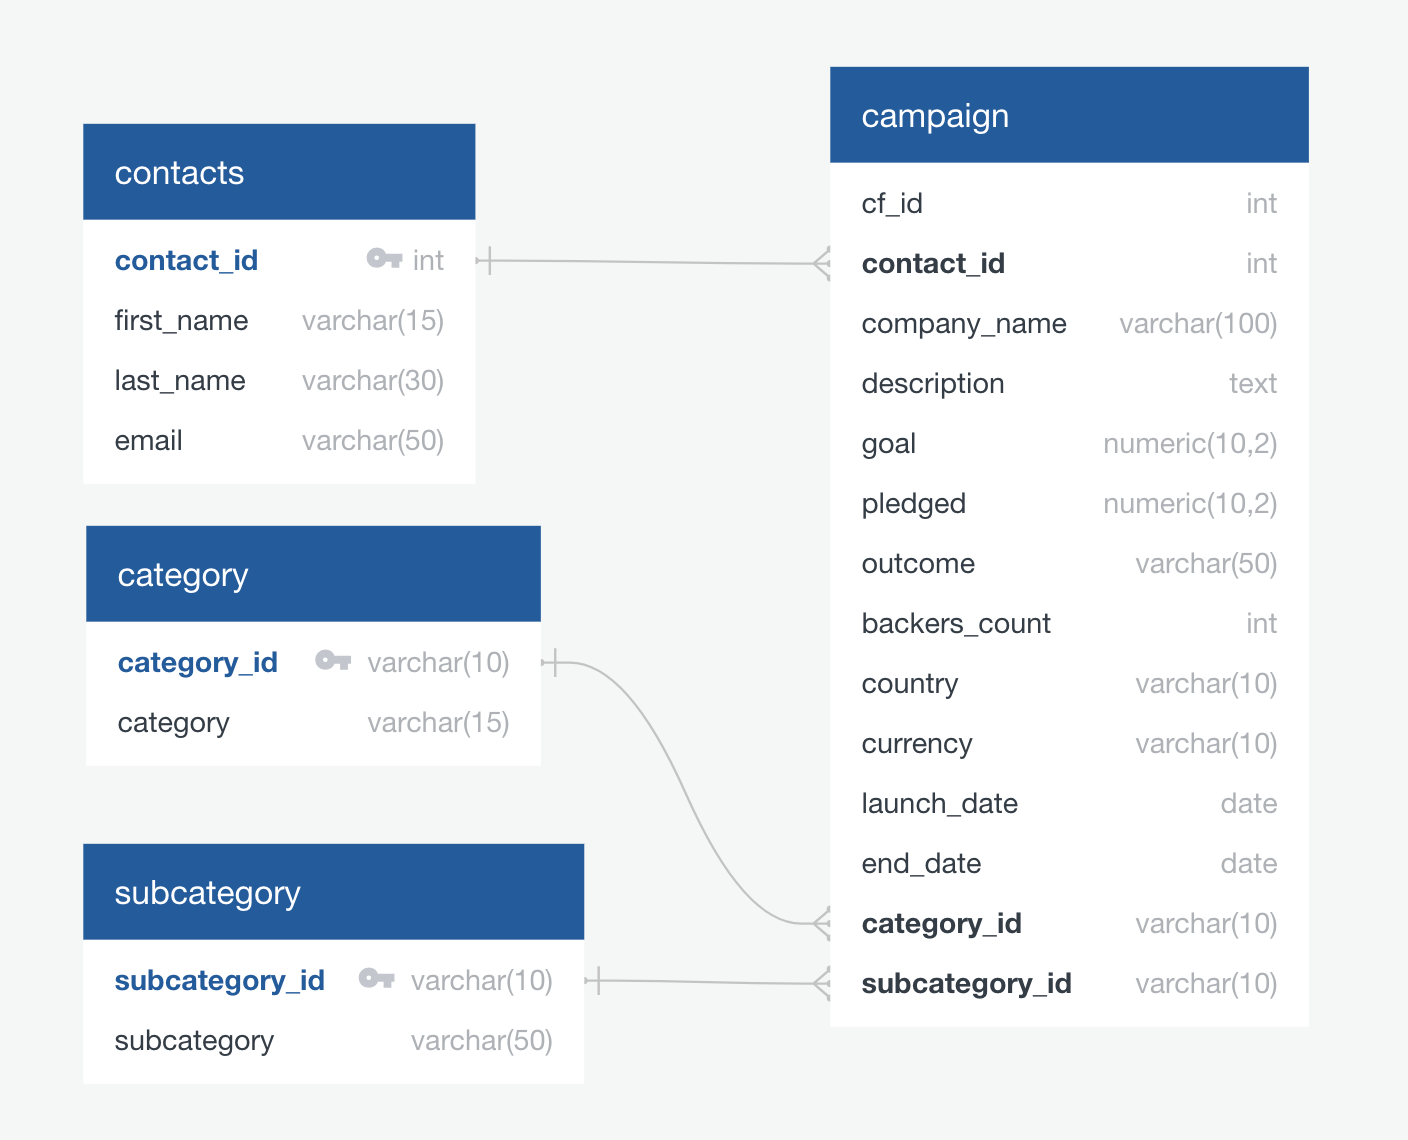 contacts
contact_id int
first_name varchar(15)
last_name varchar(30)
email varchar(50)
category
category_id varchar(10)
category varchar(15)
subcategory
subcategory_id varchar(10)
subcategory varchar(50)
campaign
cf_id int
contact_id int
company_name varchar(100)
description text
goal numeric(10,2)
pledged numeric(10,2)
outcome varchar(50)
backers_count int
country varchar(10)
currency varchar(10)
launch_date date
end_date date
category_id varchar(10)
subcategory_id varchar(10)